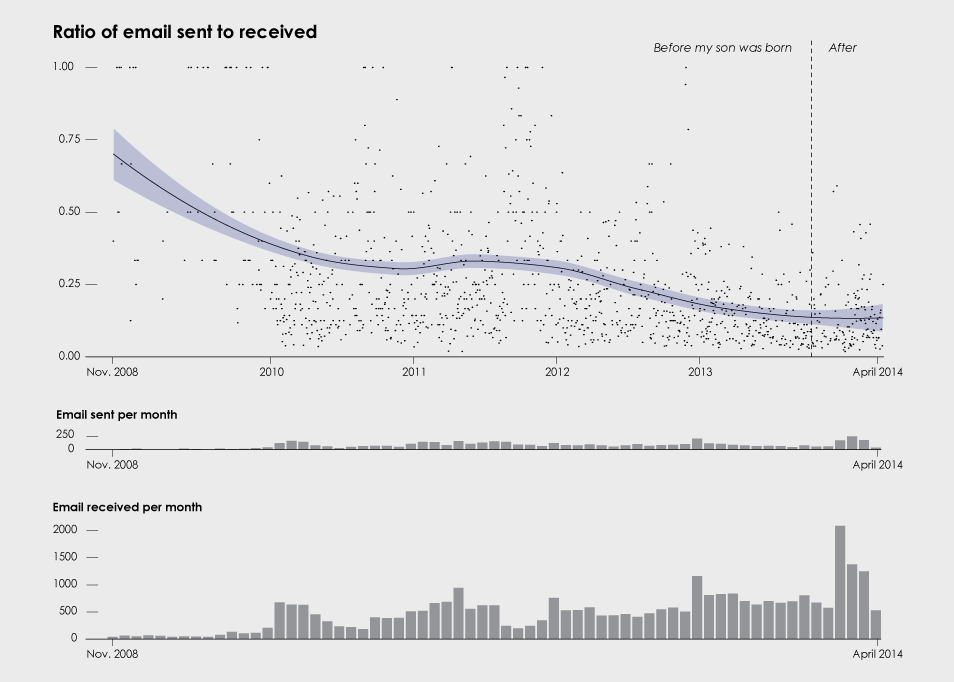 Ratio of email sent to received
Before my son was born After
1.00
0.75
0.50
0.25
0.00
Nov. 2008 2010 2011 2012 2013 April 2014
Email sent per month
250
0
Nov. 2008 April 2014
Email received per month
2000
1500
1000
500
0
Nov. 2008 April 2014